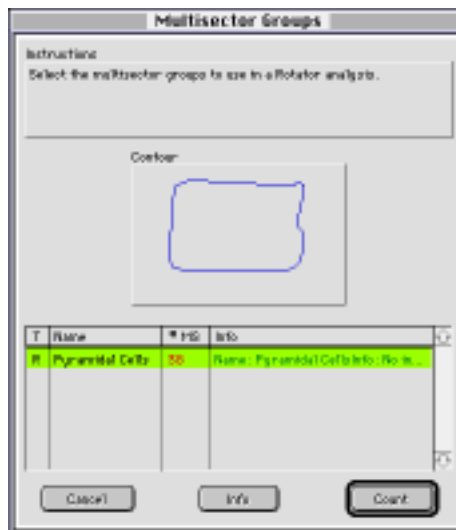 Multisector Groups
Instructions
Select the multisector groups to use in a Rotator analysis.
Contour
T Name # MS Info
R Pyramidal Cells Name: Pyramidal Cells Info: No in...
Cancel Info Count